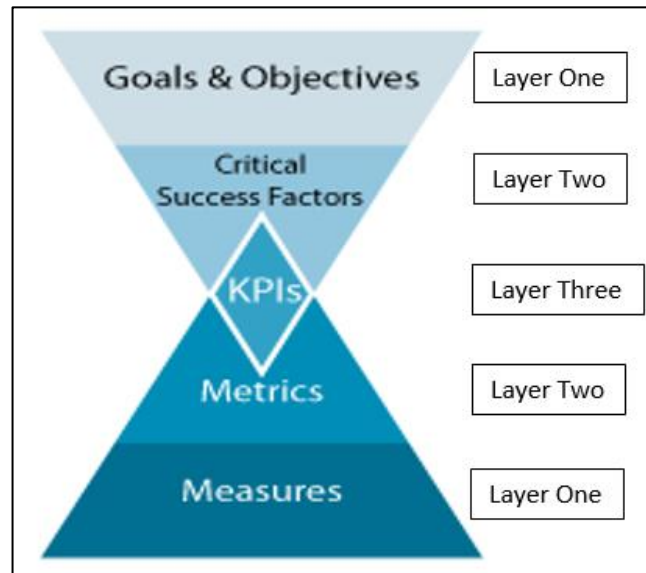 Goals & Objectives
Layer One
Critical
Success Factors
Layer Two
KPIs
Layer Three
Metrics
Layer Two
Measures
Layer One